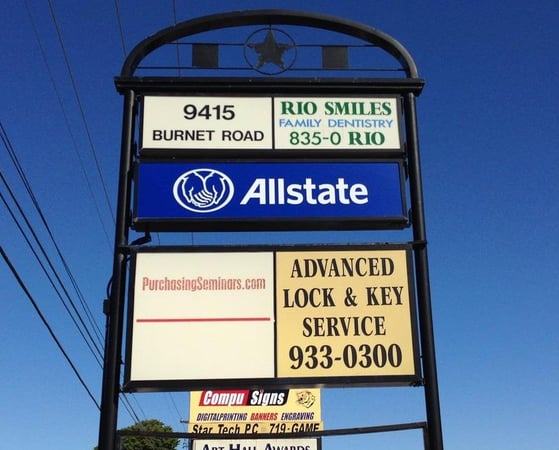 9415
BURNET ROAD
RIO SMILES
FAMILY DENTISTRY
835-0 RIO
Allstate
PurchasingSeminars.com
ADVANCED
LOCK & KEY
SERVICE
933-0300
Compu Signs
DIGITALPRINTING BANNERS ENGRAVING
Star Tech P.C. 719-GAME
Art Hall Awards